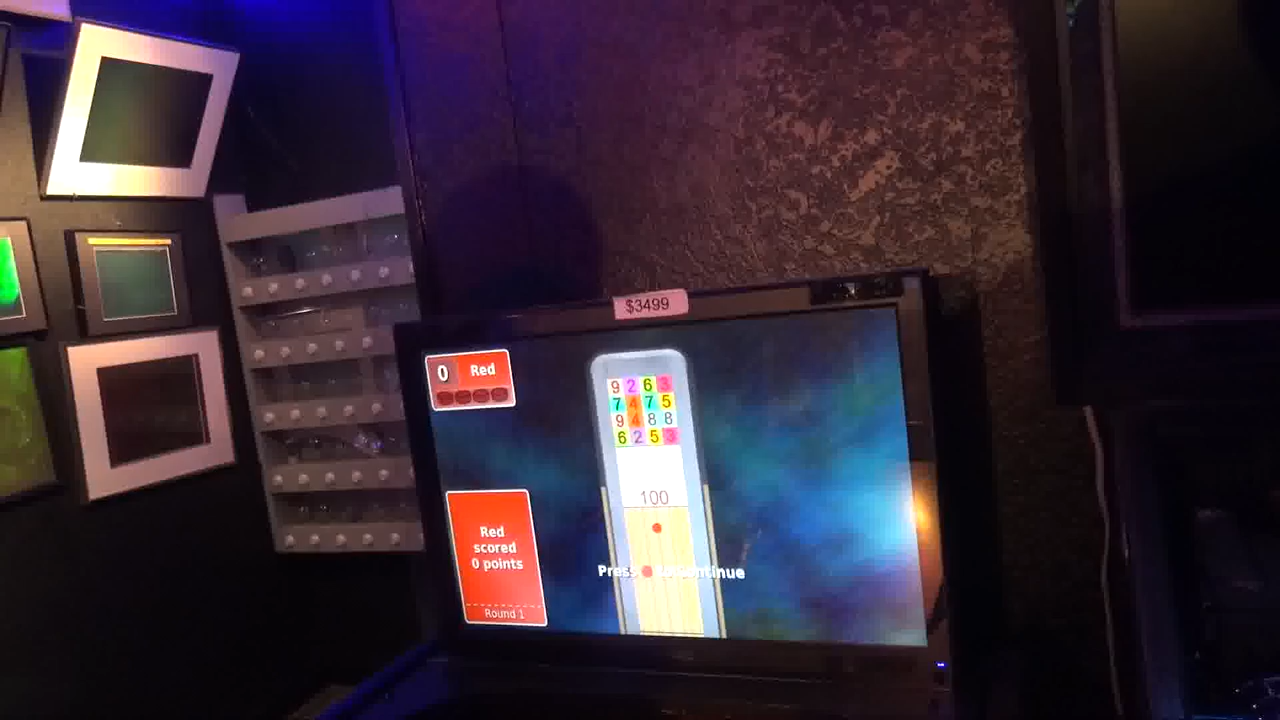 $3499
0 Red
9 2 6 3
7 4 7 5
9 4 8 8
6 2 5 3
100
Red
scored
0 points
Press to continue
Round 1